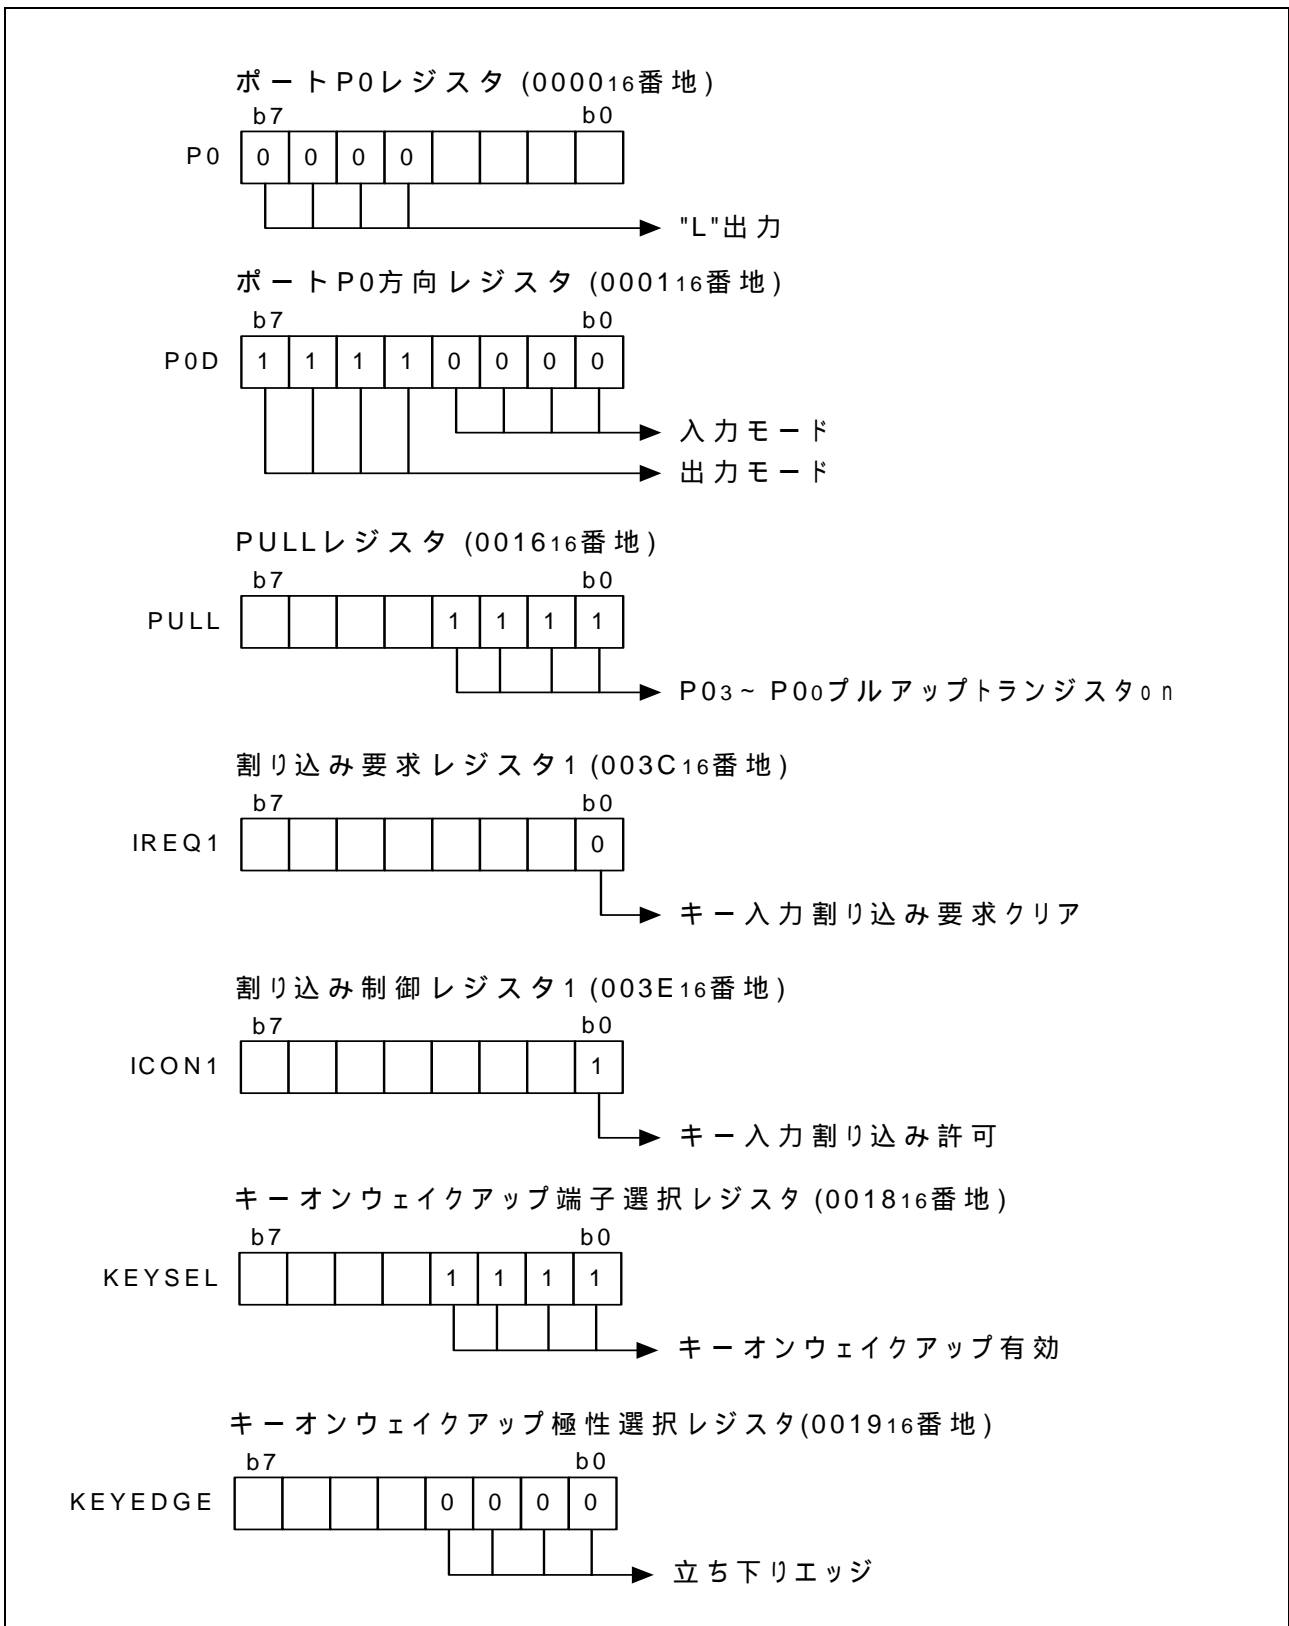 ポートP0レジスタ (000016番地)
b7 b0
P0 0 0 0 0
"L"出力
ポートP0方向レジスタ (000116番地)
b7 b0
P0D 1 1 1 1 0 0 0 0
入力モード
出力モード
PULLレジスタ (001616番地)
b7 b0
PULL 1 1 1 1
P03~ P00プルアップトランジスタon
割り込み要求レジスタ1 (003C16番地)
b7 b0
IREQ1 0
キー入力割り込み要求クリア
割り込み制御レジスタ1 (003E16番地)
b7 b0
ICON1 1
キー入力割り込み許可
キーオンウェイクアップ端子選択レジスタ (001816番地)
b7 b0
KEYSEL 1 1 1 1
キーオンウェイクアップ有効
キーオンウェイクアップ極性選択レジスタ(001916番地)
b7 b0
KEYEDGE 0 0 0 0
立ち下りエッジ